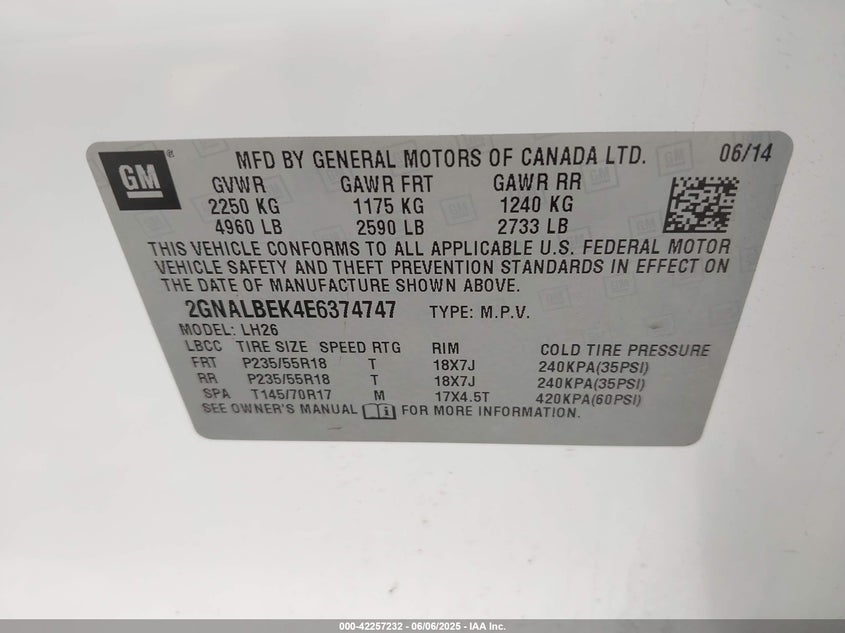 GM ® MFD BY GENERAL MOTORS OF CANADA LTD. 06/14
GVWR GAWR FRT GAWR RR
2250 KG 1175 KG 1240 KG
4960 LB 2590 LB 2733 LB
THIS VEHICLE CONFORMS TO ALL APPLICABLE U.S. FEDERAL MOTOR
VEHICLE SAFETY AND THEFT PREVENTION STANDARDS IN EFFECT ON
THE DATE OF MANUFACTURE SHOWN ABOVE.
2GNALBEK4E6374747 TYPE: M.P.V.
MODEL: LH26
LBCC TIRE SIZE SPEED RTG RIM COLD TIRE PRESSURE
FRT P235/55R18 T 18X7J 240KPA(35PSI)
RR P235/55R18 T 18X7J 240KPA(35PSI)
SPA T145/70R17 M 17X4.5T 420KPA(60PSI)
SEE OWNER'S MANUAL FOR MORE INFORMATION.
000-42257232 - 06/06/2025 - IAA Inc.